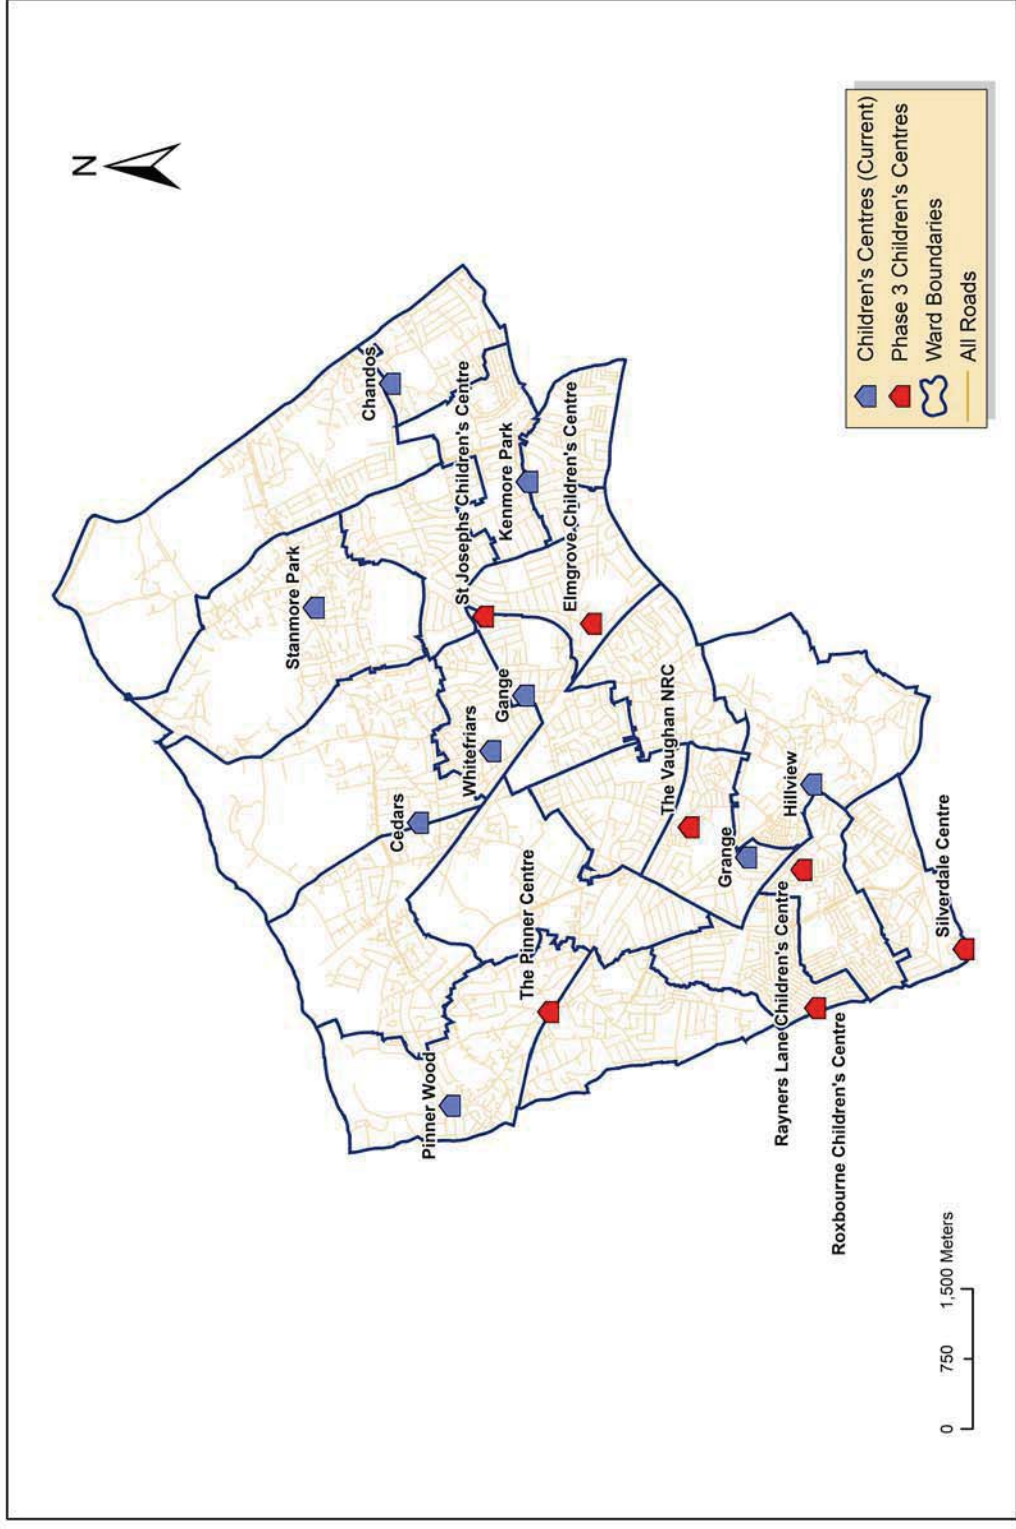 N
Chandos
Stanmore Park
St Josephs' Children's Centre
Kenmore Park
Elmgrove Children's Centre
Cedars
Whitefriars
Gange
The Vaughan NRC
Pinner Wood
The Pinner Centre
Grange
Hillview
Rayners Lane Children's Centre
Roxbourne Children's Centre
Silverdale Centre
0 750 1,500 Meters
Children's Centres (Current)
Phase 3 Children's Centres
Ward Boundaries
All Roads